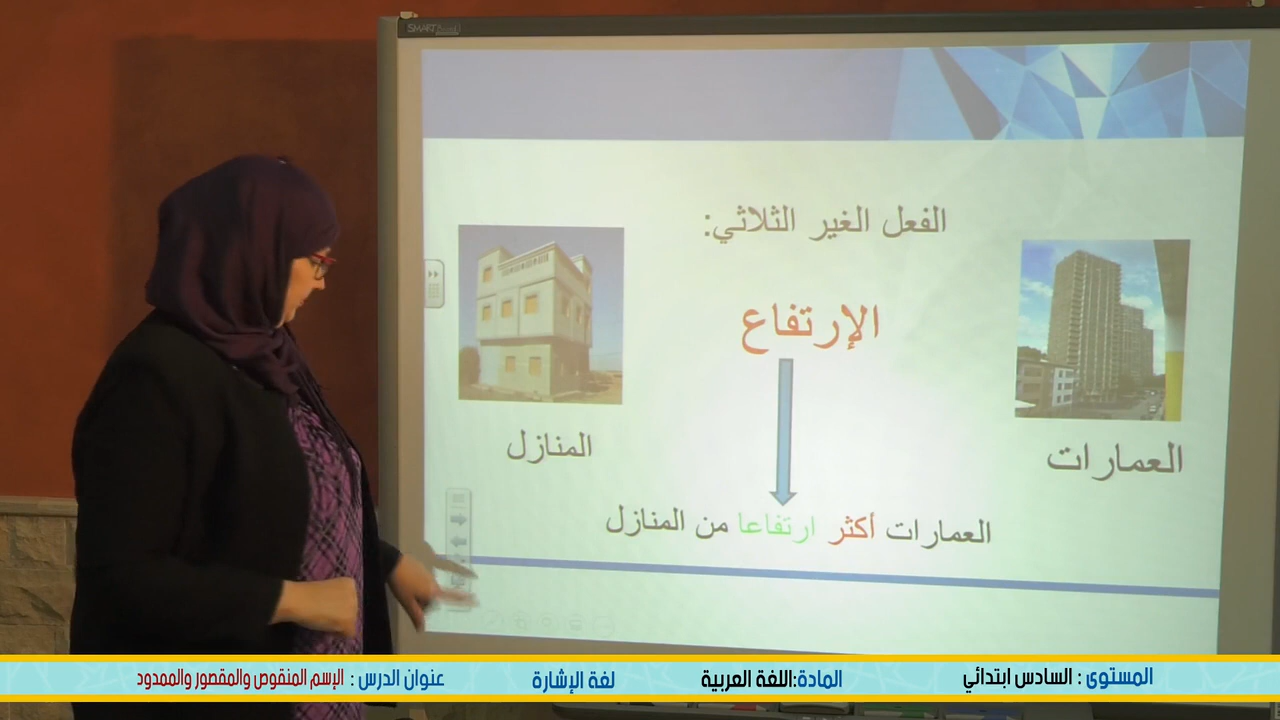 SMART
الفعل الغير الثلاثي:
الإرتفاع
العمارات
المنازل
العمارات أكثر ارتفاعا من المنازل
المستوى : السادس ابتدائي
المادة:اللغة العربية
لغة الإشارة
عنوان الدرس : الإسم المنقوص والمقصور والممدود